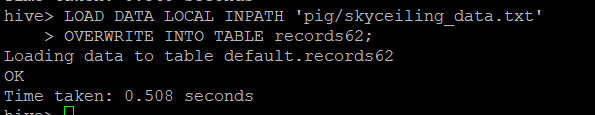 hive> LOAD DATA LOCAL INPATH 'pig/skyceiling_data.txt'
    > OVERWRITE INTO TABLE records62;
Loading data to table default.records62
OK
Time taken: 0.508 seconds